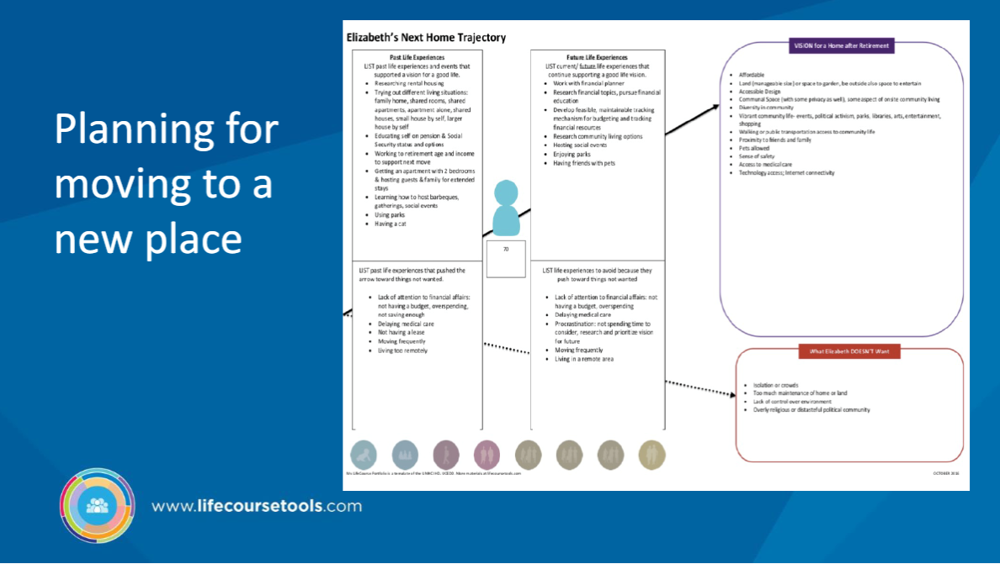 Planning for
moving to a
new place
www.lifecoursetools.com
Elizabeth's Next Home Trajectory
Past Life Experiences
LIST past life experiences and events that
supported a vision for a good life.
• Researching rental housing
• Trying out different living situations:
family home, shared rooms, shared
apartments, apartment alone, shared
houses, small house by self, larger
house by self
• Educating self on pension & Social
Security status and options
• Working to retirement age and income
to support next move
• Getting an apartment with 2 bedrooms
& hosting guests & family for extended
stays
• Learning how to host barbeques,
gatherings, social events
• Using parks
• Having a cat
LIST past life experiences that pushed the
arrow toward things not wanted.
• Lack of attention to financial affairs:
not having a budget, overspending,
not saving enough
• Delaying medical care
• Not having a lease
• Moving frequently
• Living too remotely
70
Future Life Experiences
LIST current/ future life experiences that
continue supporting a good life vision.
• Work with financial planner
• Research financial topics, pursue financial
education
• Develop feasible, maintainable tracking
mechanism for budgeting and tracking
financial resources
• Research community living options
• Hosting social events
• Enjoying parks
• Having friends with pets
LIST life experiences to avoid because they
push toward things not wanted
• Lack of attention to financial affairs: not
having a budget, overspending
• Delaying medical care
• Procrastination: not spending time to
consider, research and prioritize vision
for future
• Moving frequently
• Living in a remote area
VISION for a Home after Retirement
• Affordable
• Land (manageable size) or space to garden, be outside also space to entertain
• Accessible Design
• Communal Space (with some privacy as well), some aspect of onsite community living
• Diversity in community
• Vibrant community life- events, political activism, parks, libraries, arts, entertainment,
shopping
• Walking or public transportation access to community life
• Proximity to friends and family
• Pets allowed
• Sense of safety
• Access to medical care
• Technology access; Internet connectivity
What Elizabeth DOESN'T Want
• Isolation or crowds
• Too much maintenance of home or land
• Lack of control over environment
• Overly religious or distasteful political community
My LifeCourse Portfolio is a template of the UMKC IHD, UCEDD. More materials at lifecoursetools.com
OCTOBER 2016